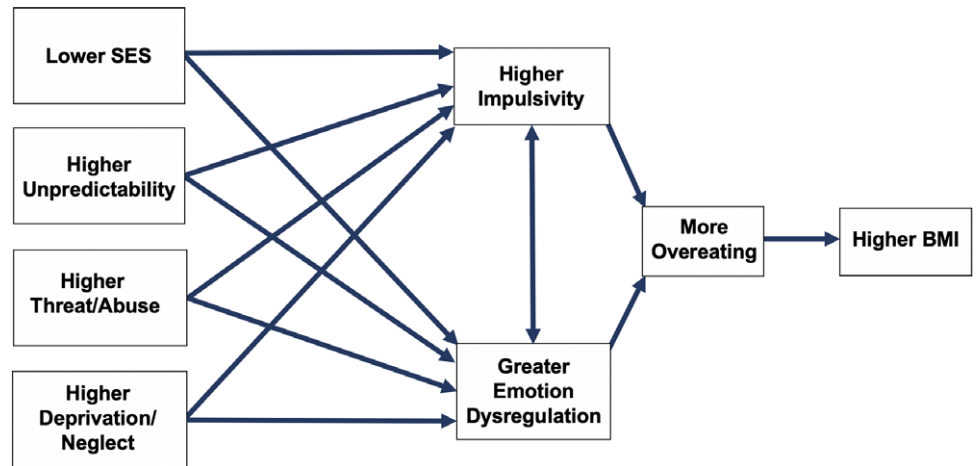 Lower SES
Higher
Unpredictability
Higher
Threat/Abuse
Higher
Deprivation/
Neglect
Higher
Impulsivity
Greater
Emotion
Dysregulation
More
Overeating
Higher BMI